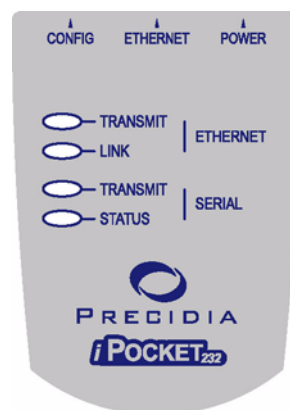 CONFIG ETHERNET POWER
TRANSMIT
ETHERNET
LINK
TRANSMIT
SERIAL
STATUS
PRECIDIA
iPOCKET232